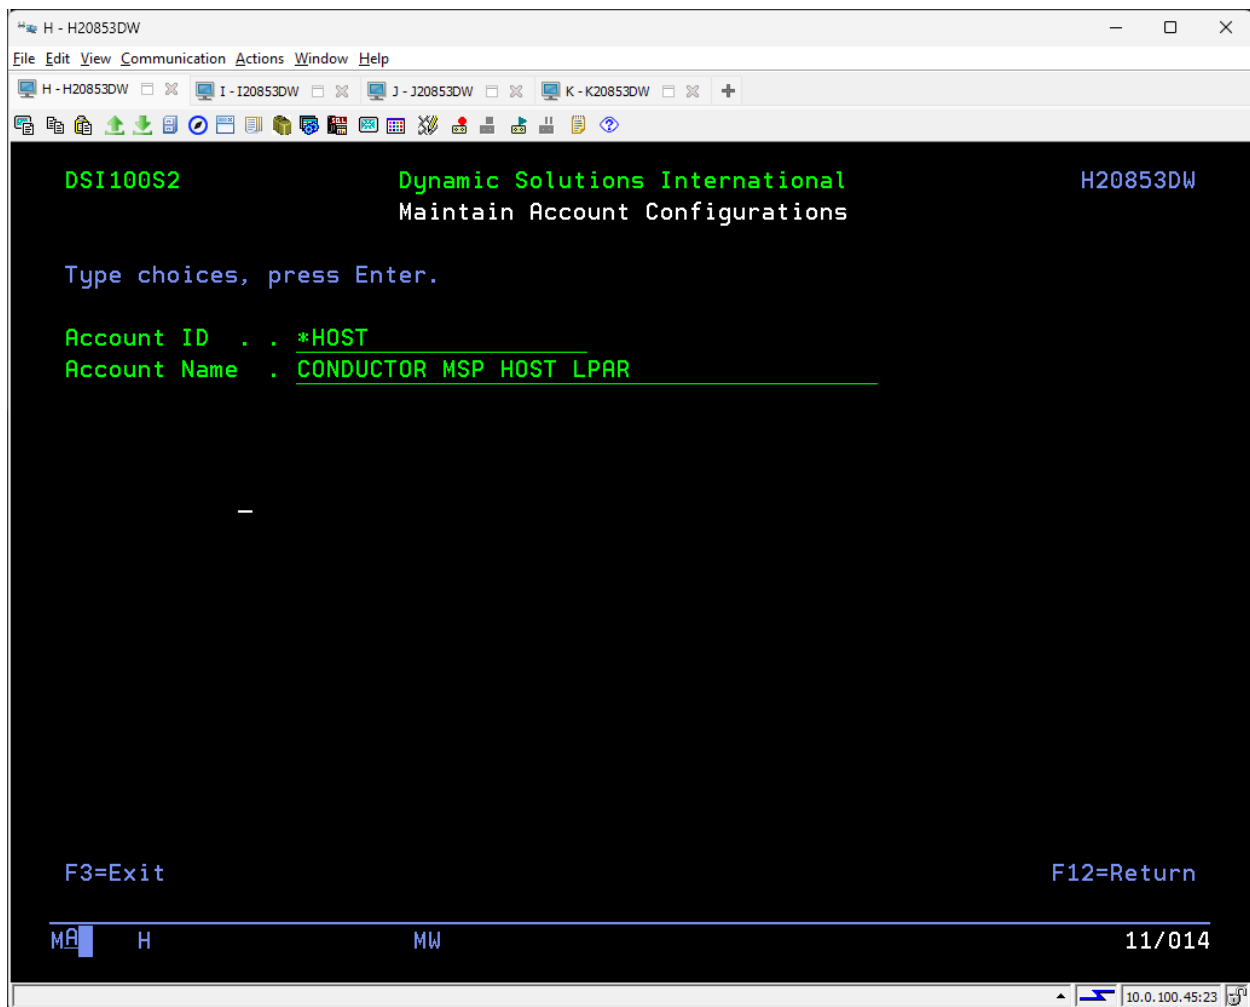 H - H20853DW
File Edit View Communication Actions Window Help
H - H20853DW I - I20853DW J - J20853DW K - K20853DW
DSI100S2 Dynamic Solutions International H20853DW
Maintain Account Configurations
Type choices, press Enter.
Account ID . . *HOST
Account Name . CONDUCTOR MSP HOST LPAR
F3=Exit F12=Return
MA H MW 11/014
10.0.100.45:23